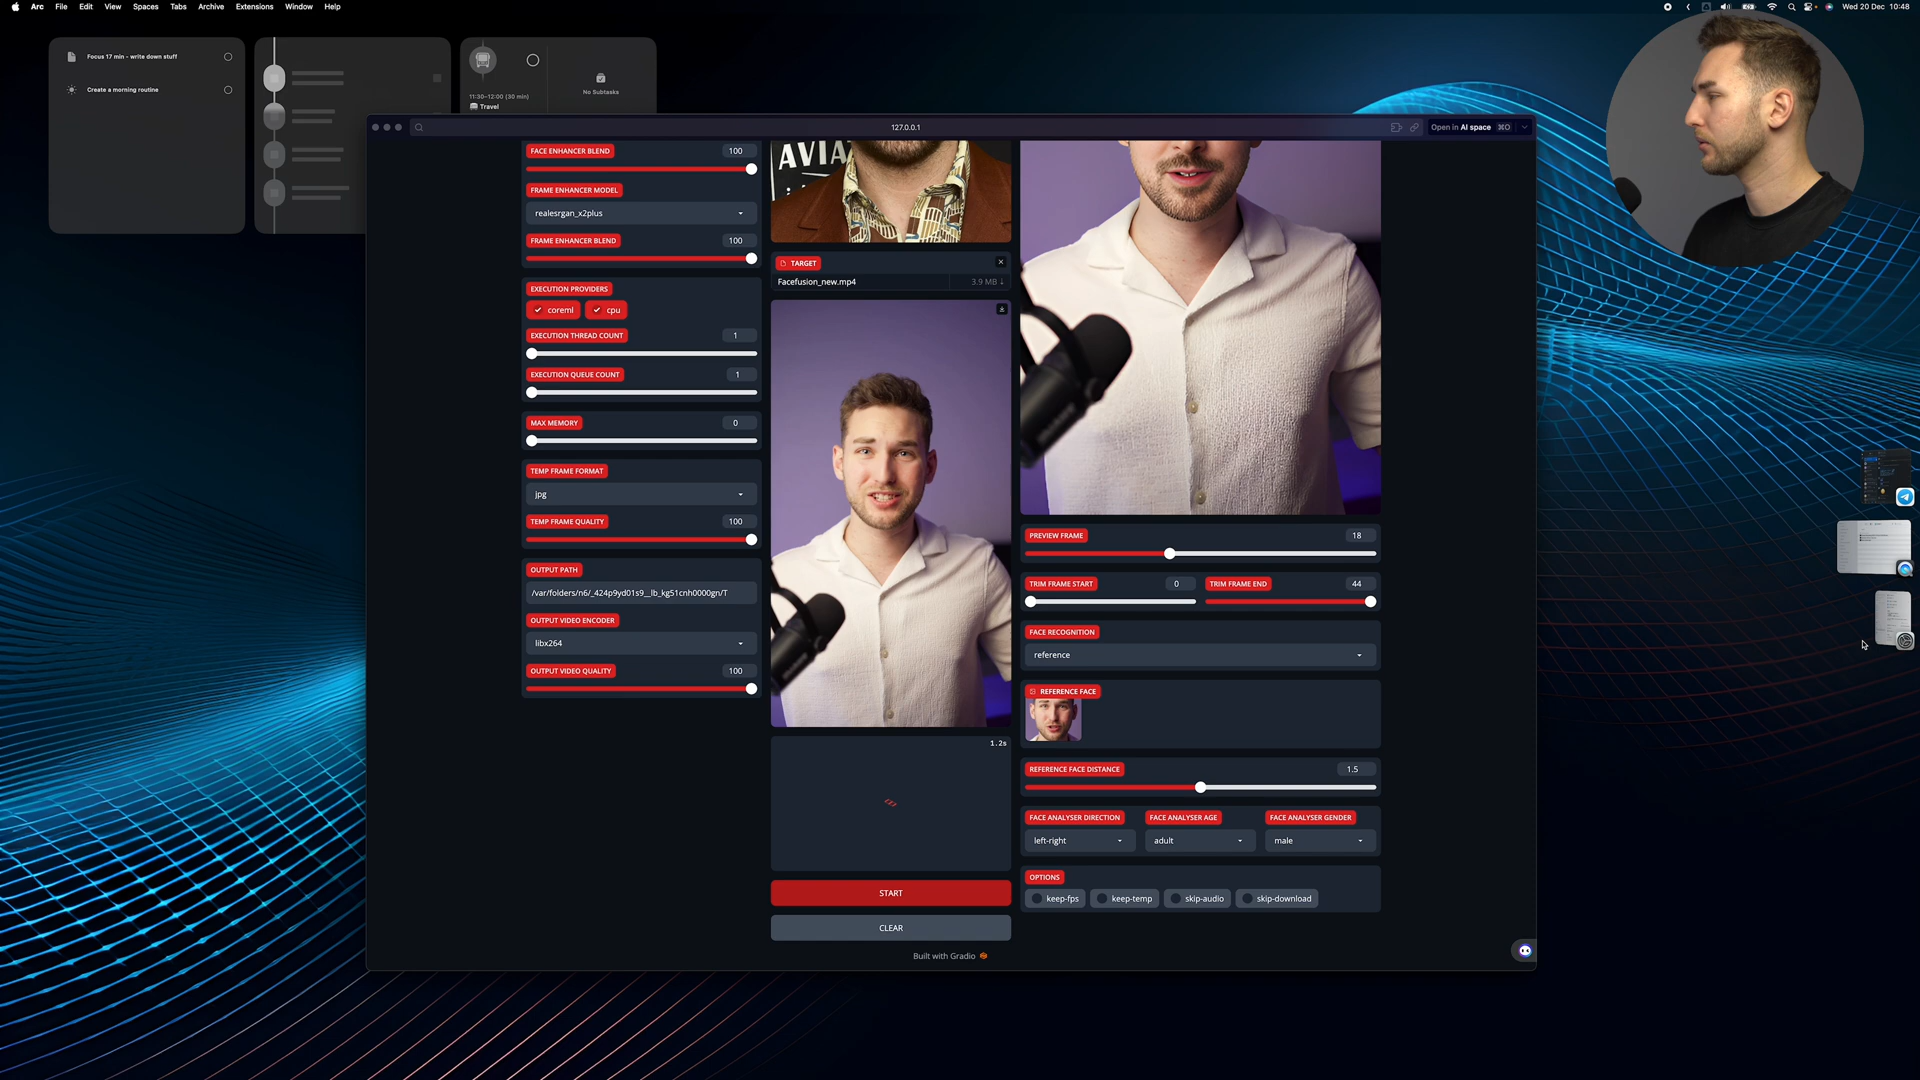 Arc File Edit View Spaces Tabs Archive Extensions Window Help
Wed 20 Dec 10:48
Focus 17 min - write down stuff
Create a morning routine
11:30–12:00 (30 min)
Travel
No Subtasks
127.0.0.1
Open in AI space ⌘O
FACE ENHANCER BLEND 100
FRAME ENHANCER MODEL
realesrgan_x2plus
FRAME ENHANCER BLEND 100
EXECUTION PROVIDERS
coreml cpu
EXECUTION THREAD COUNT 1
EXECUTION QUEUE COUNT 1
MAX MEMORY 0
TEMP FRAME FORMAT
jpg
TEMP FRAME QUALITY 100
OUTPUT PATH
/var/folders/n6/_424p9yd01s9__lb_kg51cnh0000gn/T
OUTPUT VIDEO ENCODER
libx264
OUTPUT VIDEO QUALITY 100
AVIA
TARGET
Facefusion_new.mp4 3.9 MB ↓
1.2s
START
CLEAR
Built with Gradio
PREVIEW FRAME 18
TRIM FRAME START 0 TRIM FRAME END 44
FACE RECOGNITION
reference
REFERENCE FACE
REFERENCE FACE DISTANCE 1.5
FACE ANALYSER DIRECTION FACE ANALYSER AGE FACE ANALYSER GENDER
left-right adult male
OPTIONS
keep-fps keep-temp skip-audio skip-download